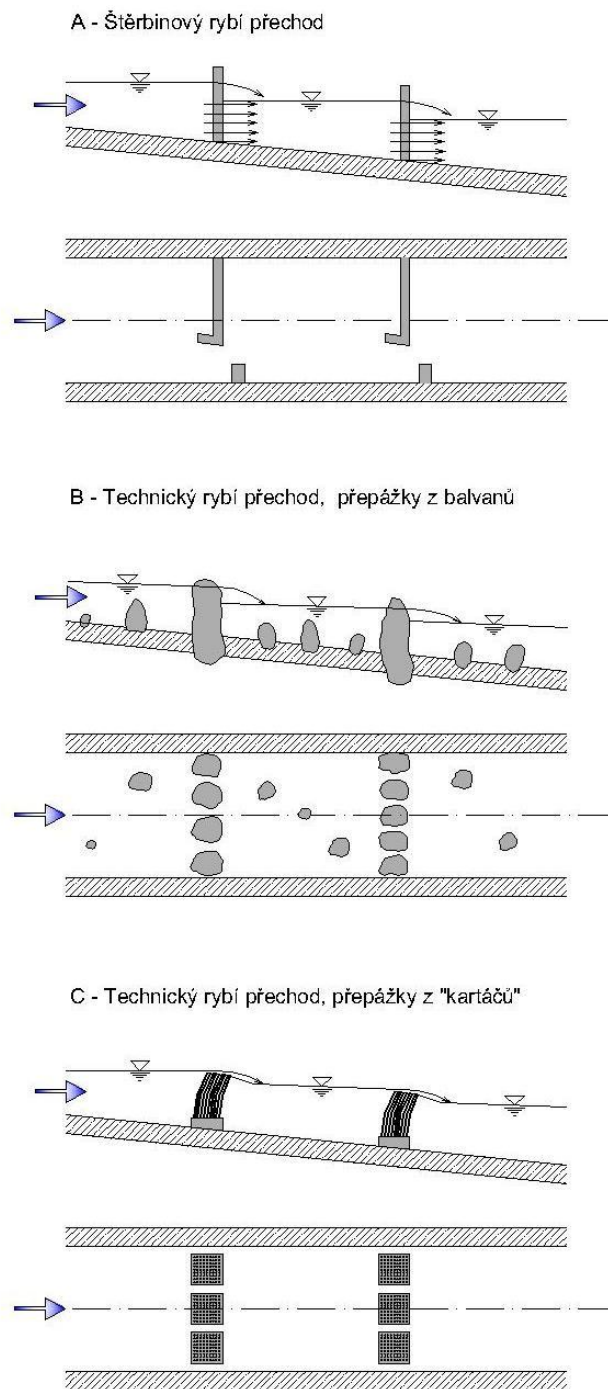 A - Štěrbinový rybí přechod
B - Technický rybí přechod, přepážky z balvanů
C - Technický rybí přechod, přepážky z "kartáčů"